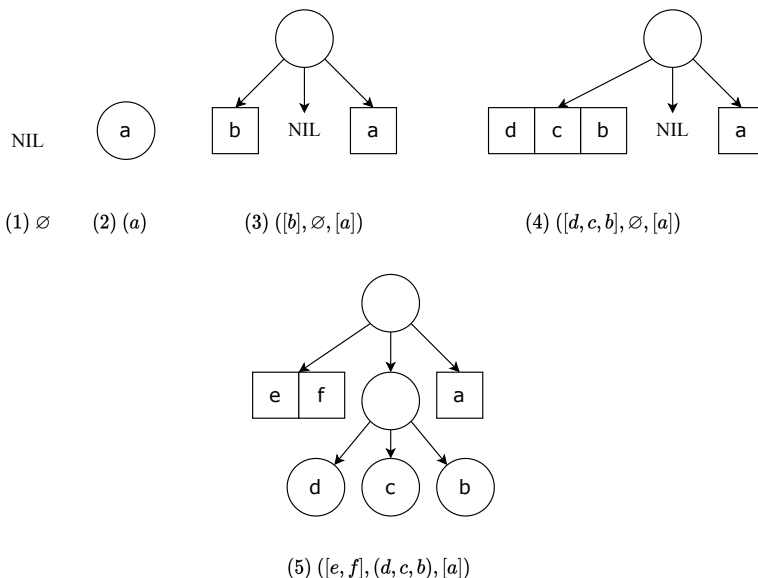 NIL
a
b
NIL
a
d c b
NIL
a
(1) ∅
(2) (a)
(3) ([b], ∅, [a])
(4) ([d, c, b], ∅, [a])
e f
a
d
c
b
(5) ([e, f], (d, c, b), [a])